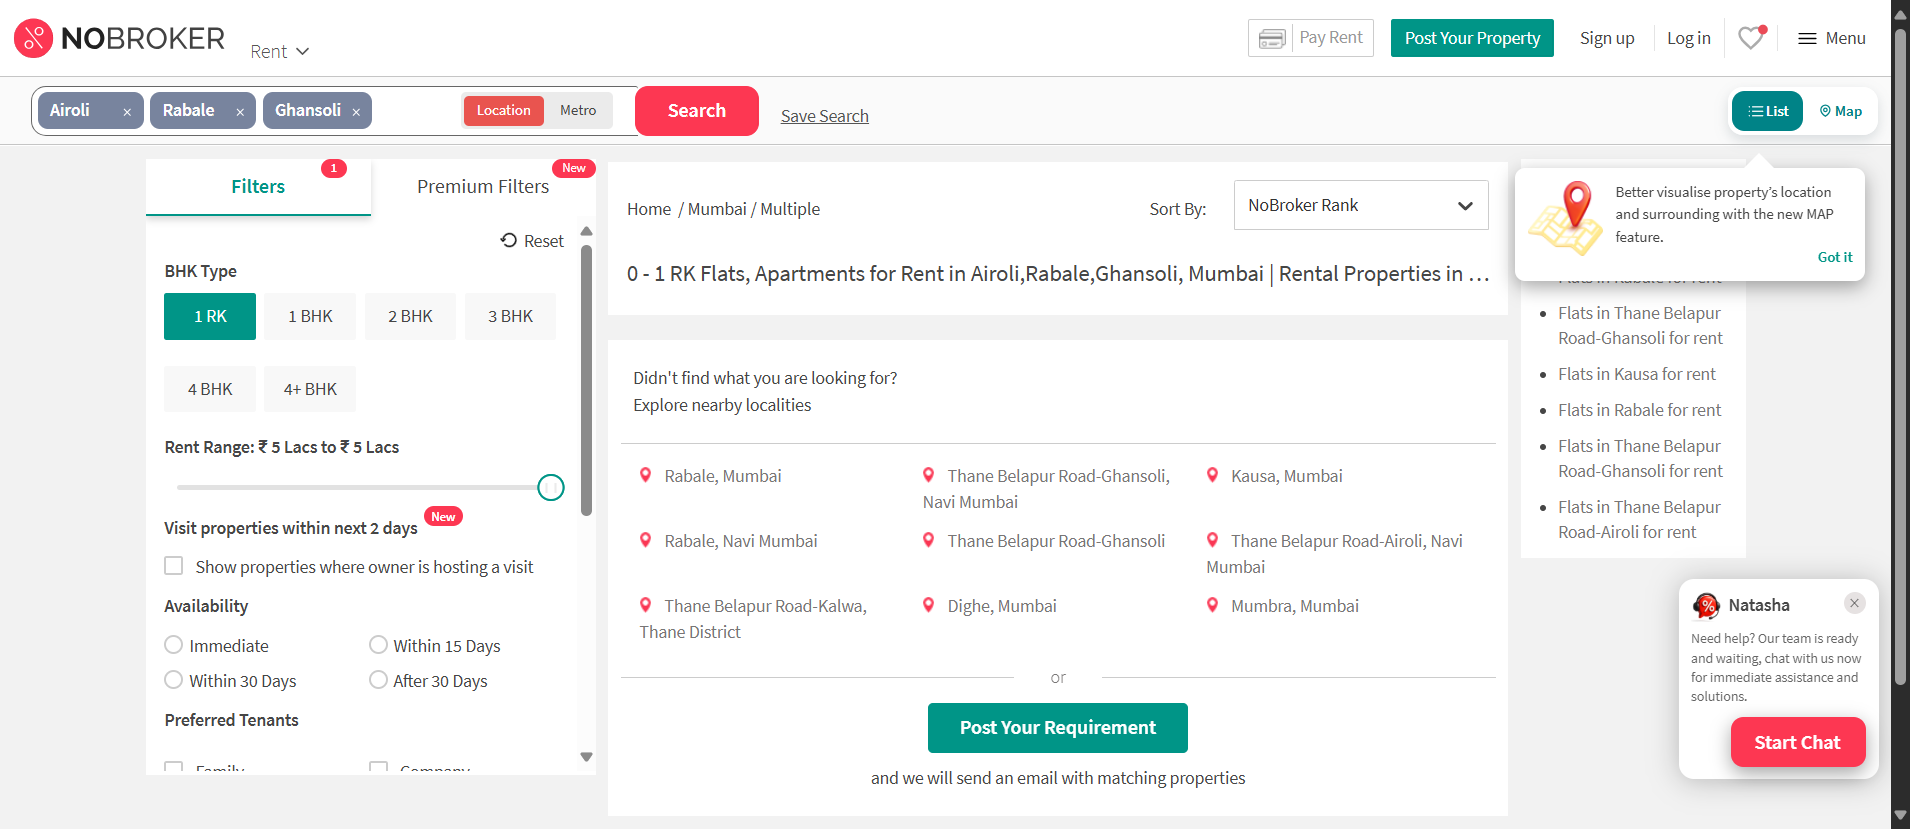 NOBROKER
Rent
Pay Rent
Post Your Property
Sign up
Log in
Menu
Airoli ×
Rabale ×
Ghansoli ×
Location
Metro
Search
Save Search
List
Map
Filters
1
Premium Filters
New
Reset
BHK Type
1 RK
1 BHK
2 BHK
3 BHK
4 BHK
4+ BHK
Rent Range: ₹ 5 Lacs to ₹ 5 Lacs
Visit properties within next 2 days
New
Show properties where owner is hosting a visit
Availability
Immediate
Within 15 Days
Within 30 Days
After 30 Days
Preferred Tenants
Family
Company
Home / Mumbai / Multiple
Sort By:
NoBroker Rank
0 - 1 RK Flats, Apartments for Rent in Airoli,Rabale,Ghansoli, Mumbai | Rental Properties in ...
Didn't find what you are looking for?
Explore nearby localities
Rabale, Mumbai
Thane Belapur Road-Ghansoli,
Navi Mumbai
Kausa, Mumbai
Rabale, Navi Mumbai
Thane Belapur Road-Ghansoli
Thane Belapur Road-Airoli, Navi
Mumbai
Thane Belapur Road-Kalwa,
Thane District
Dighe, Mumbai
Mumbra, Mumbai
or
Post Your Requirement
and we will send an email with matching properties
Better visualise property's location
and surrounding with the new MAP
feature.
Got it
Flats in Rabale for rent
Flats in Thane Belapur
Road-Ghansoli for rent
Flats in Kausa for rent
Flats in Rabale for rent
Flats in Thane Belapur
Road-Ghansoli for rent
Flats in Thane Belapur
Road-Airoli for rent
Natasha
Need help? Our team is ready
and waiting, chat with us now
for immediate assistance and
solutions.
Start Chat